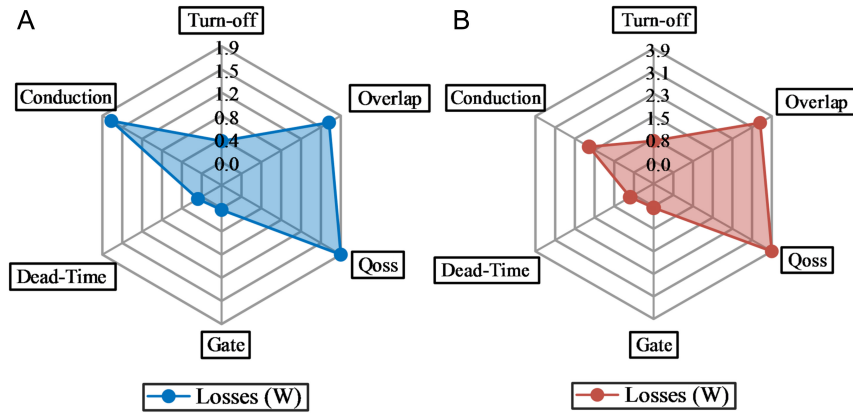 A
Turn-off
1.9
1.5
1.2
0.8
0.4
0.0
Conduction
Overlap
Dead-Time
Qoss
Gate
Losses (W)
B
Turn-off
3.9
3.1
2.3
1.5
0.8
0.0
Conduction
Overlap
Dead-Time
Qoss
Gate
Losses (W)